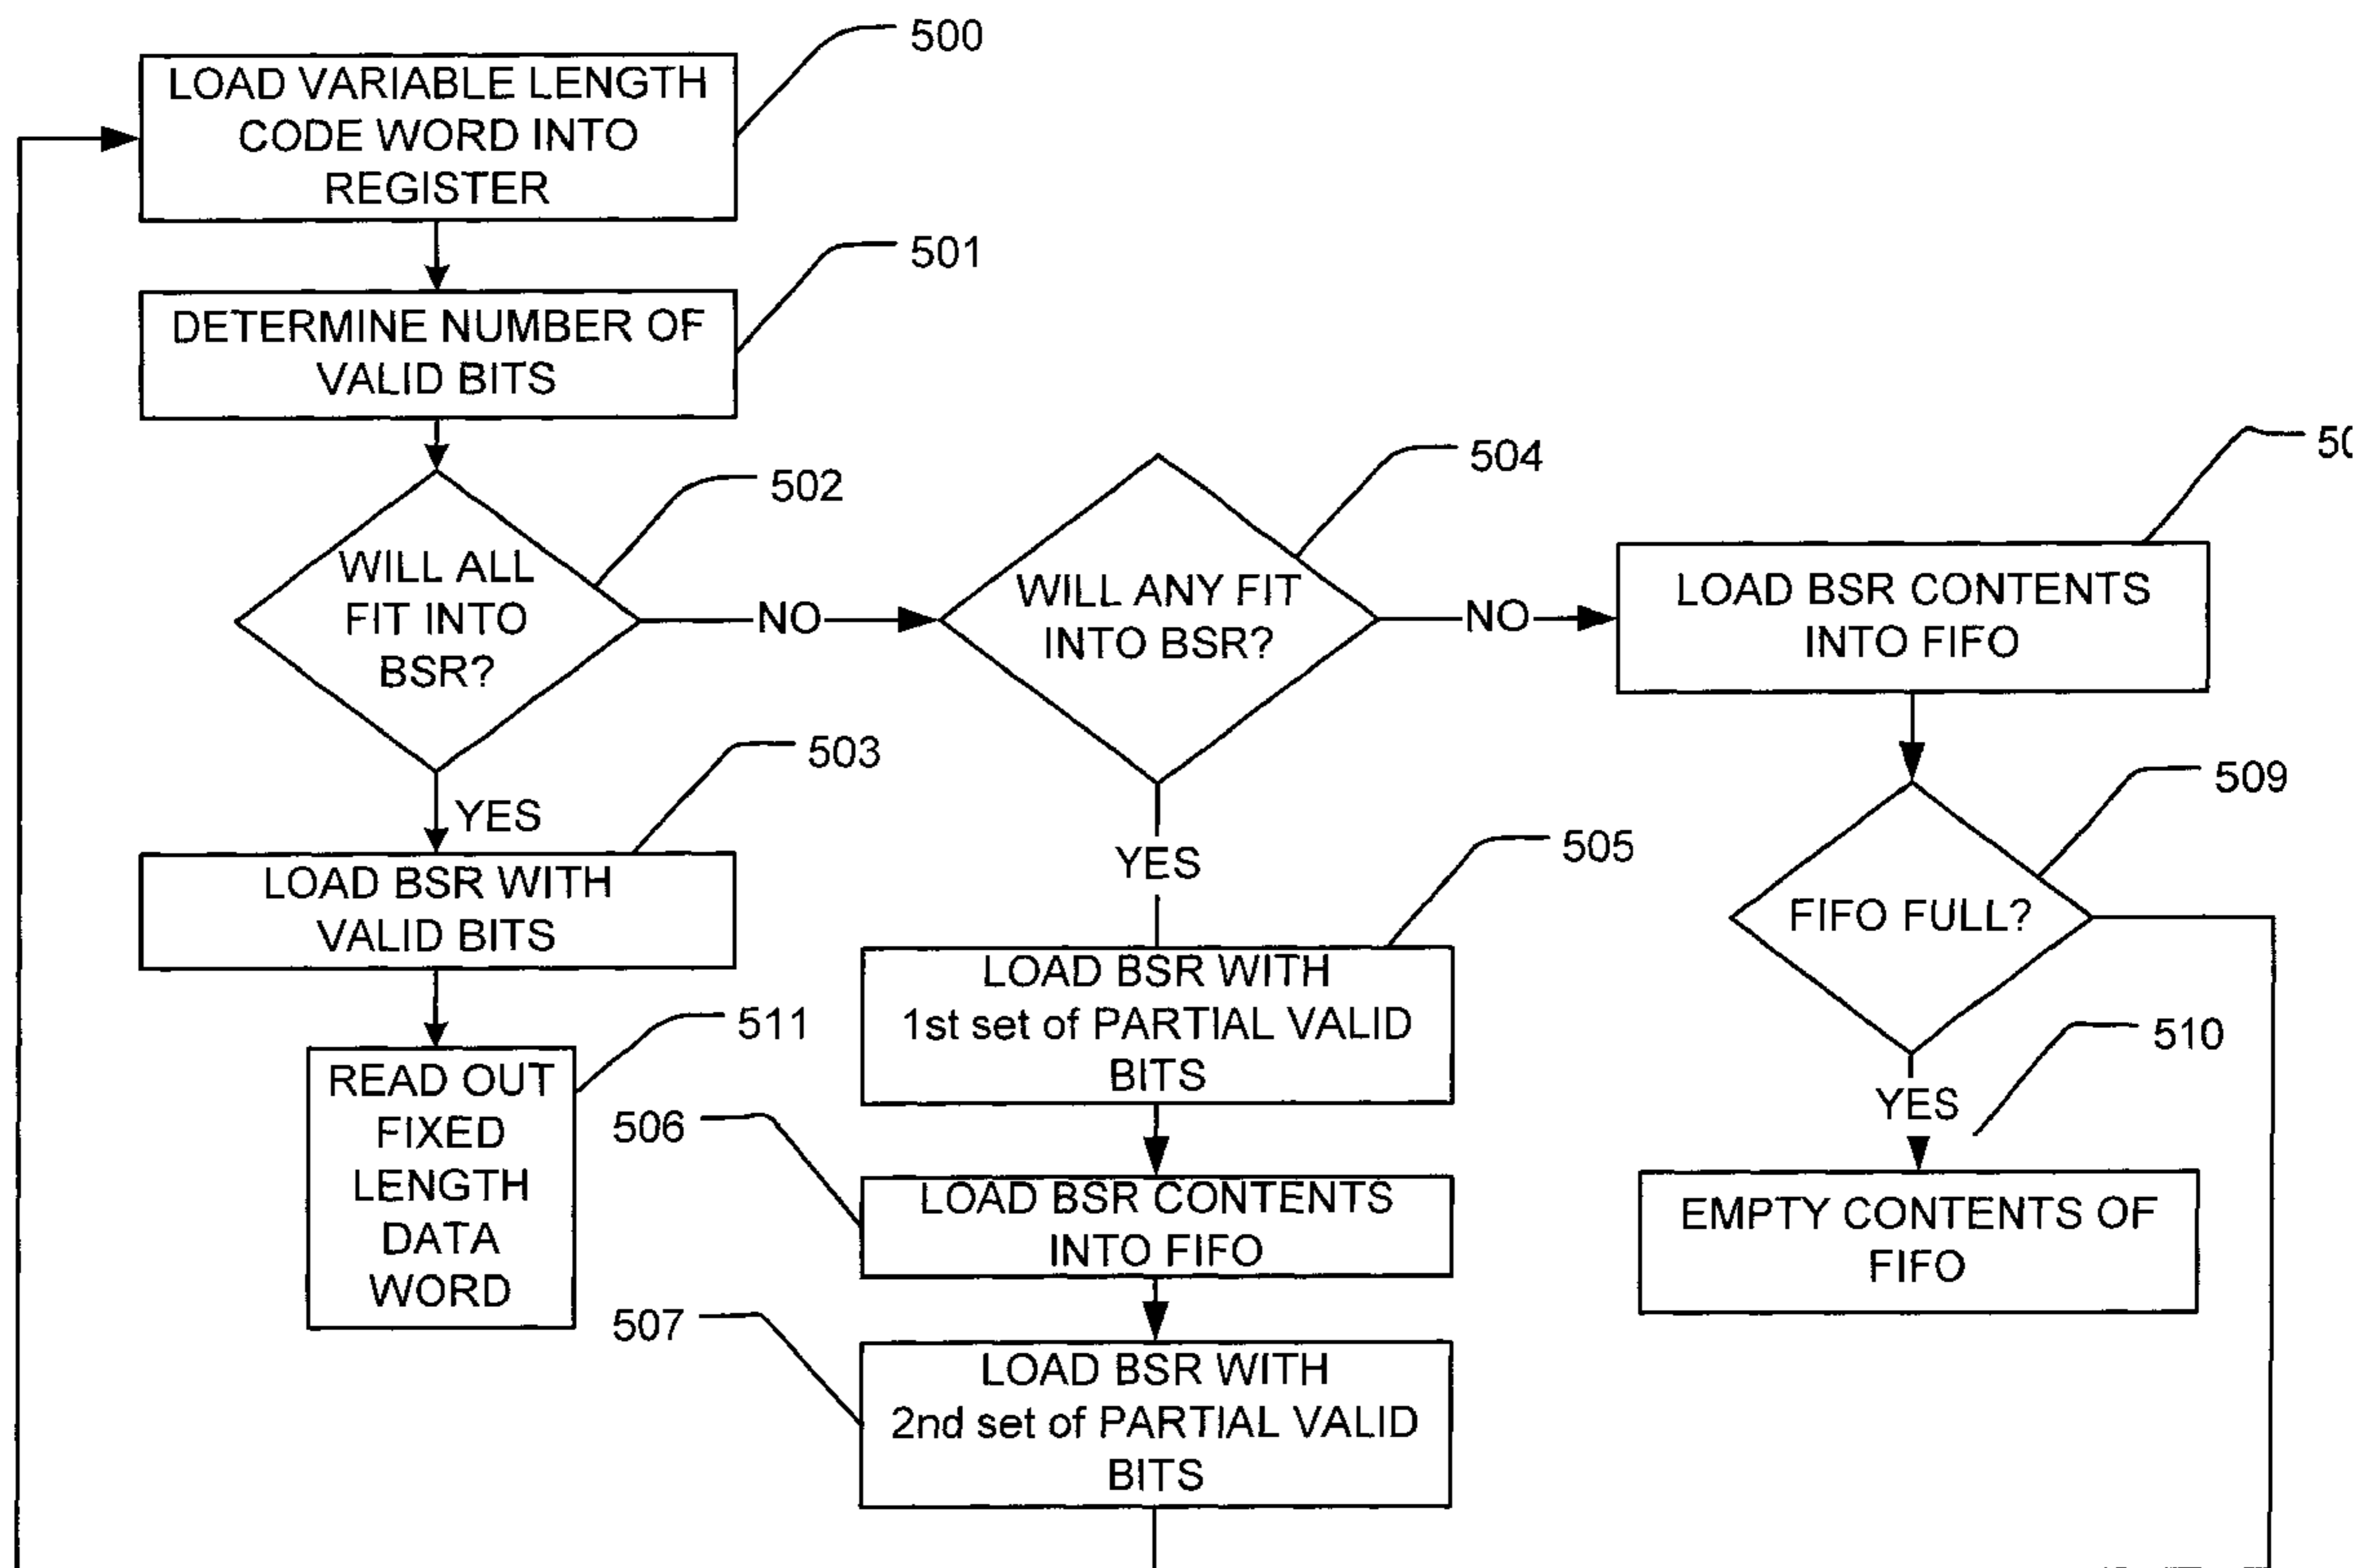 500
LOAD VARIABLE LENGTH
CODE WORD INTO
REGISTER
501
DETERMINE NUMBER OF
VALID BITS
502
WILL ALL
FIT INTO
BSR?
NO
504
WILL ANY FIT
INTO BSR?
NO
LOAD BSR CONTENTS
INTO FIFO
YES
503
LOAD BSR WITH
VALID BITS
511
READ OUT
FIXED
LENGTH
DATA
WORD
YES
505
LOAD BSR WITH
1st set of PARTIAL VALID
BITS
506
LOAD BSR CONTENTS
INTO FIFO
507
LOAD BSR WITH
2nd set of PARTIAL VALID
BITS
509
FIFO FULL?
YES
510
EMPTY CONTENTS OF
FIFO